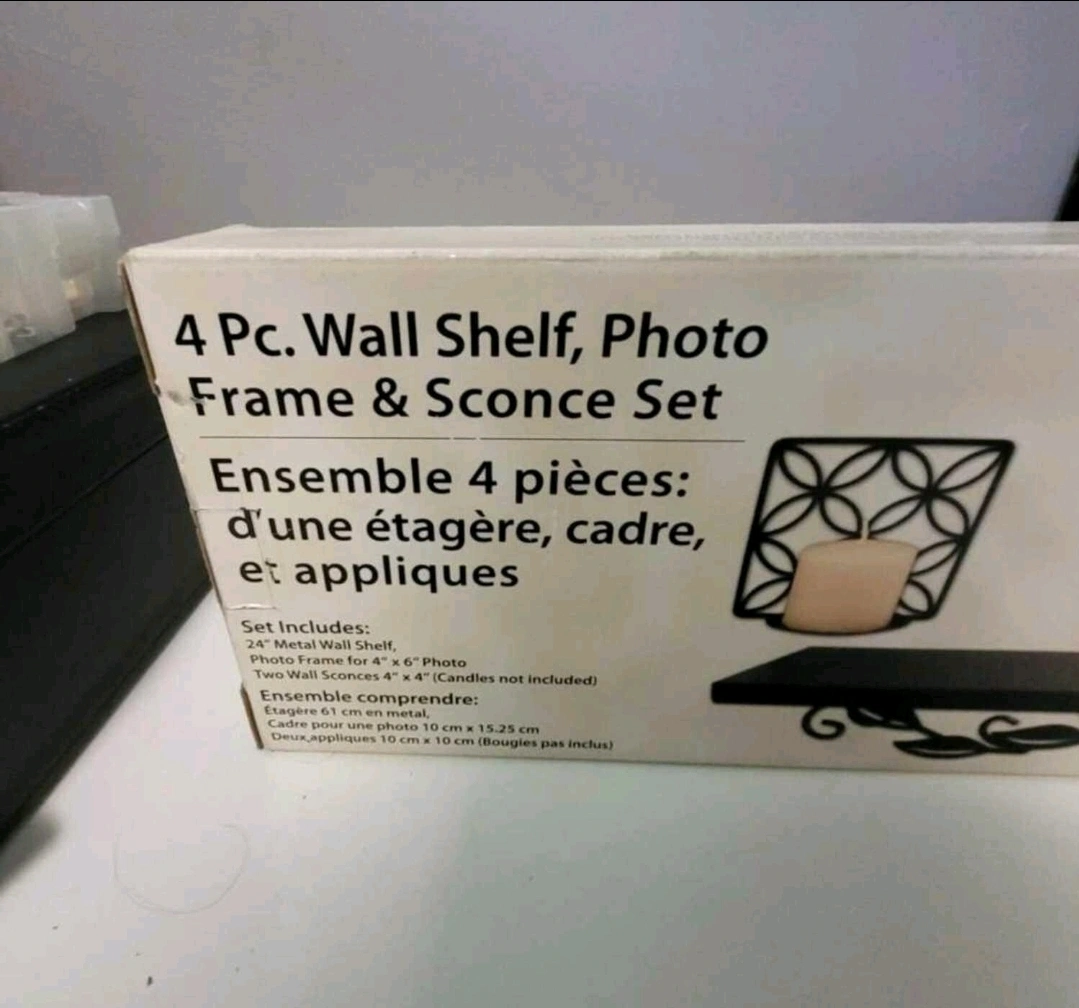 4 Pc. Wall Shelf, Photo
Frame & Sconce Set
Ensemble 4 pièces:
d'une étagère, cadre,
et appliques
Set Includes:
24" Metal Wall Shelf,
Photo Frame for 4" x 6" Photo
Two Wall Sconces 4" x 4" (Candles not included)
Ensemble comprendre:
Étagère 61 cm en metal,
Cadre pour une photo 10 cm x 15.25 cm
Deux appliques 10 cm x 10 cm (Bougies pas inclus)